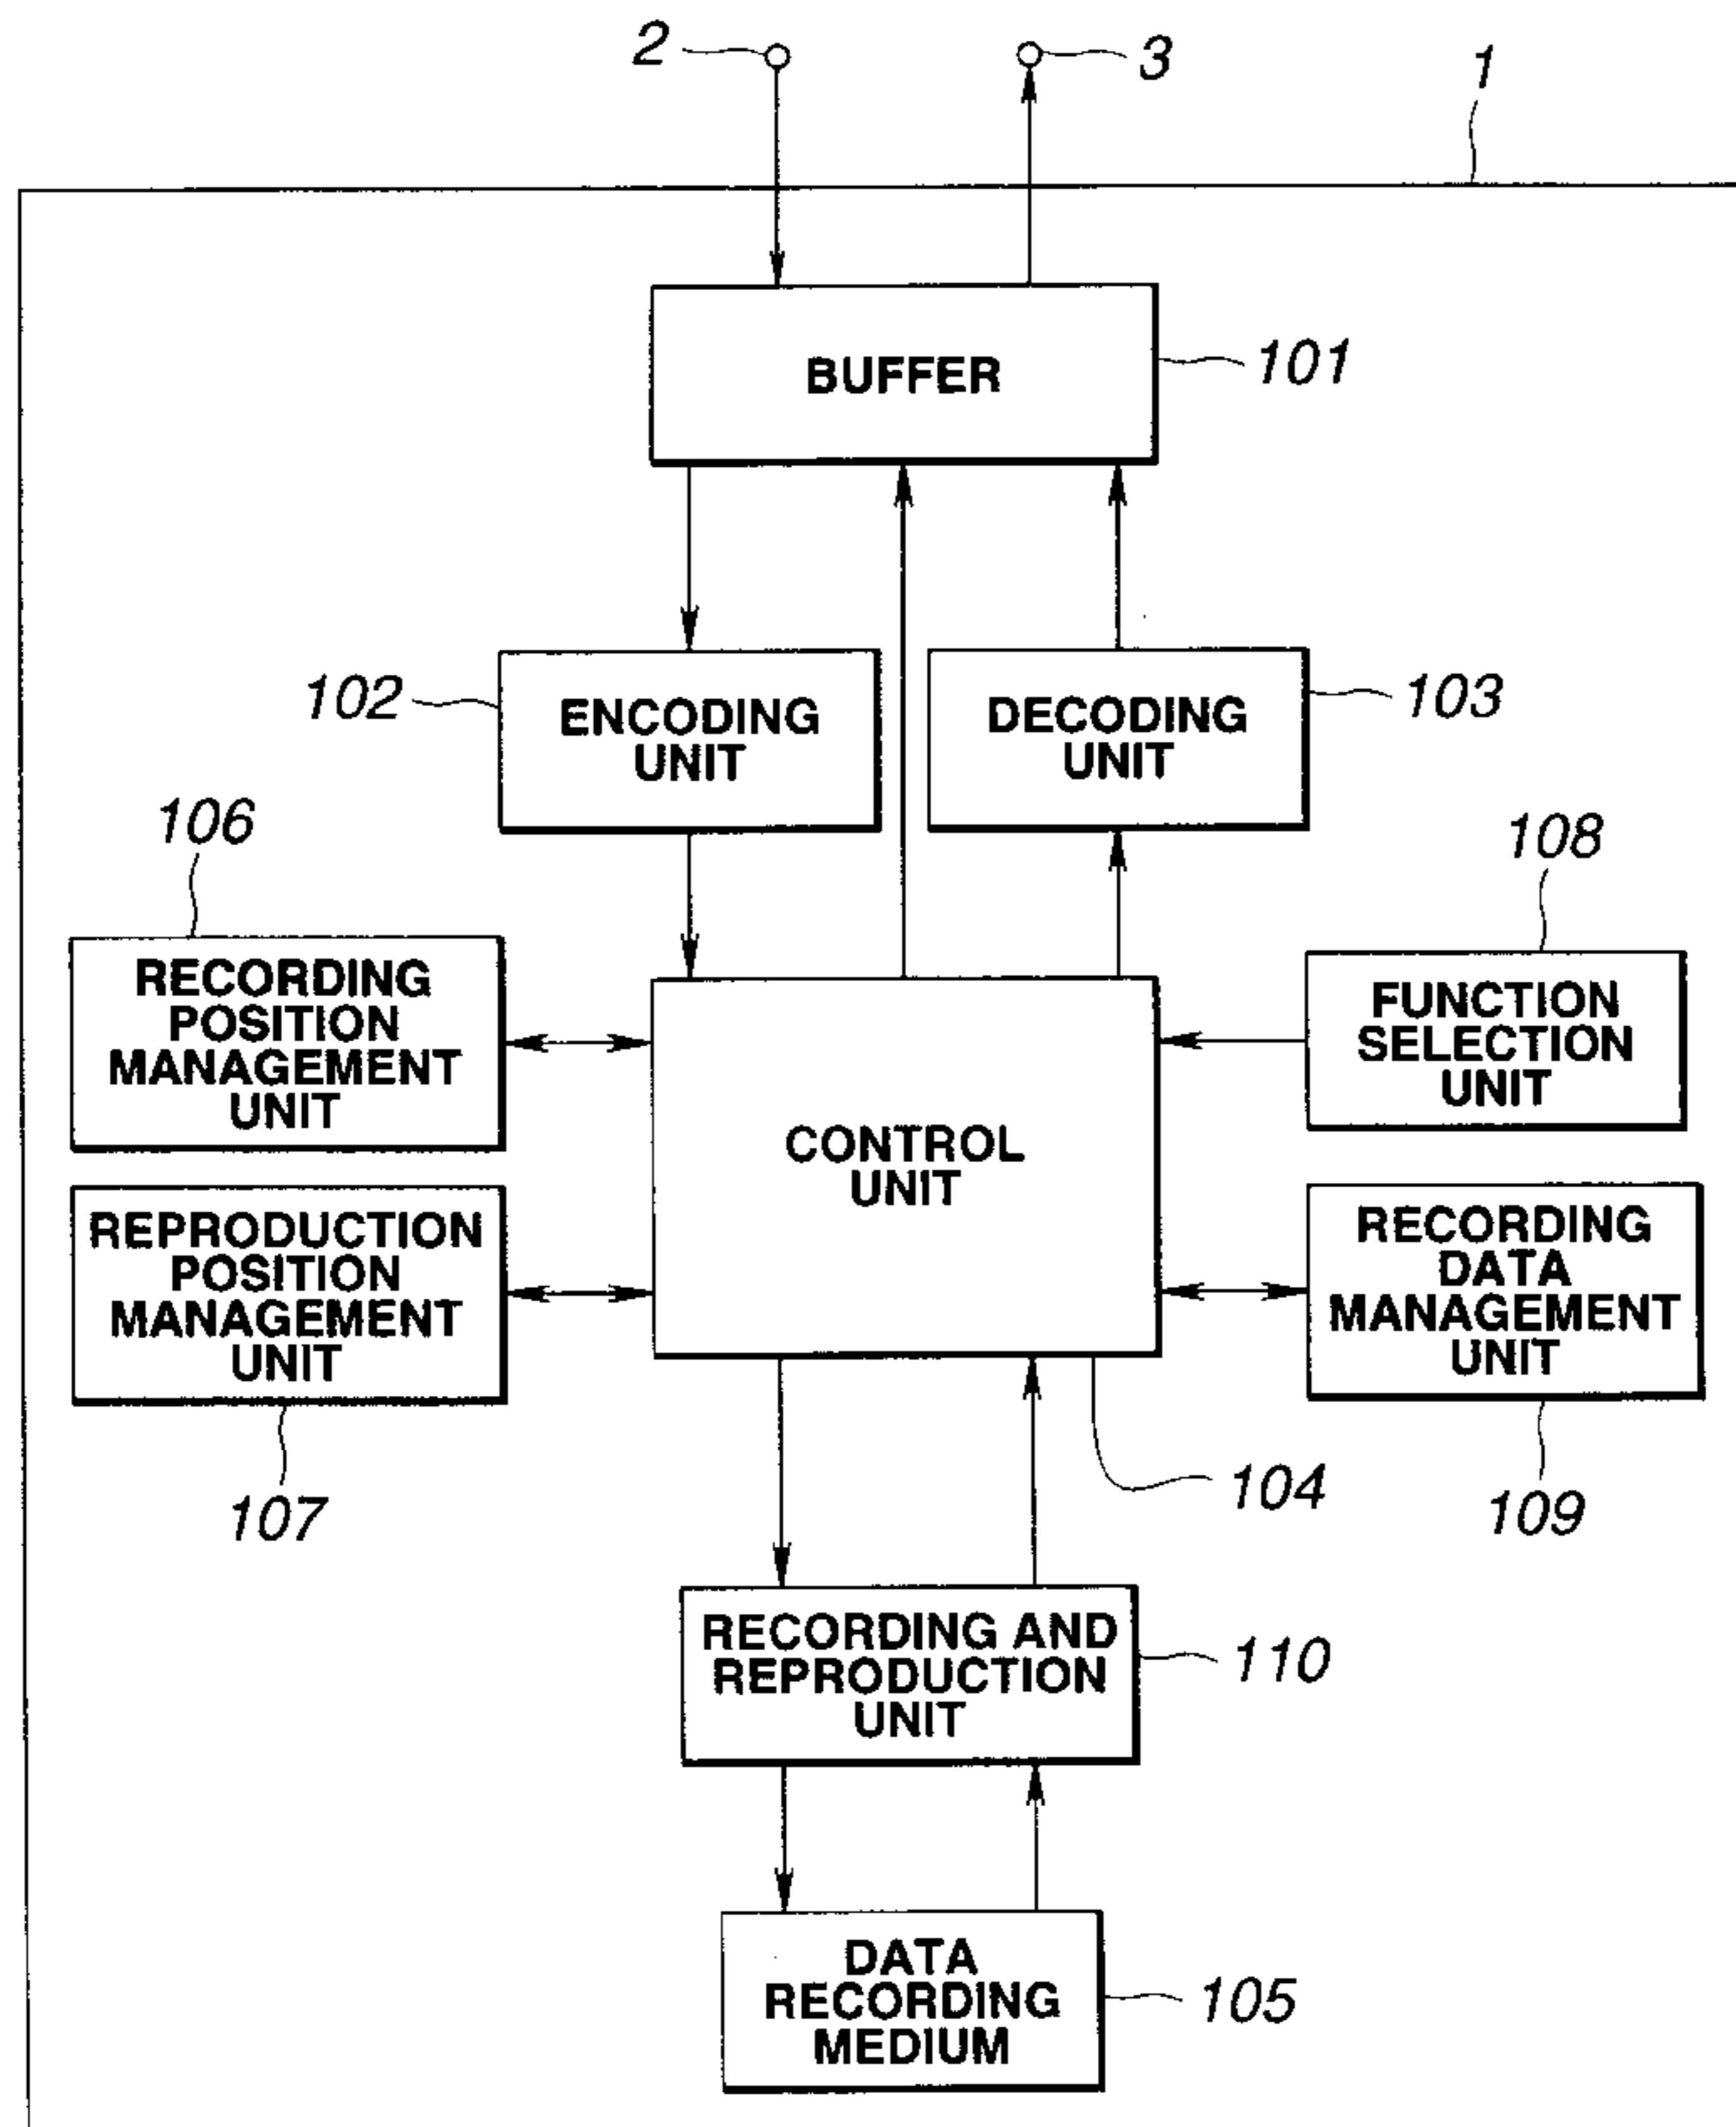 2
3
1
BUFFER
101
102
ENCODING
UNIT
DECODING
UNIT
103
106
108
RECORDING
POSITION
MANAGEMENT
UNIT
FUNCTION
SELECTION
UNIT
CONTROL
UNIT
REPRODUCTION
POSITION
MANAGEMENT
UNIT
RECORDING
DATA
MANAGEMENT
UNIT
107
104
109
RECORDING AND
REPRODUCTION
UNIT
110
DATA
RECORDING
MEDIUM
105